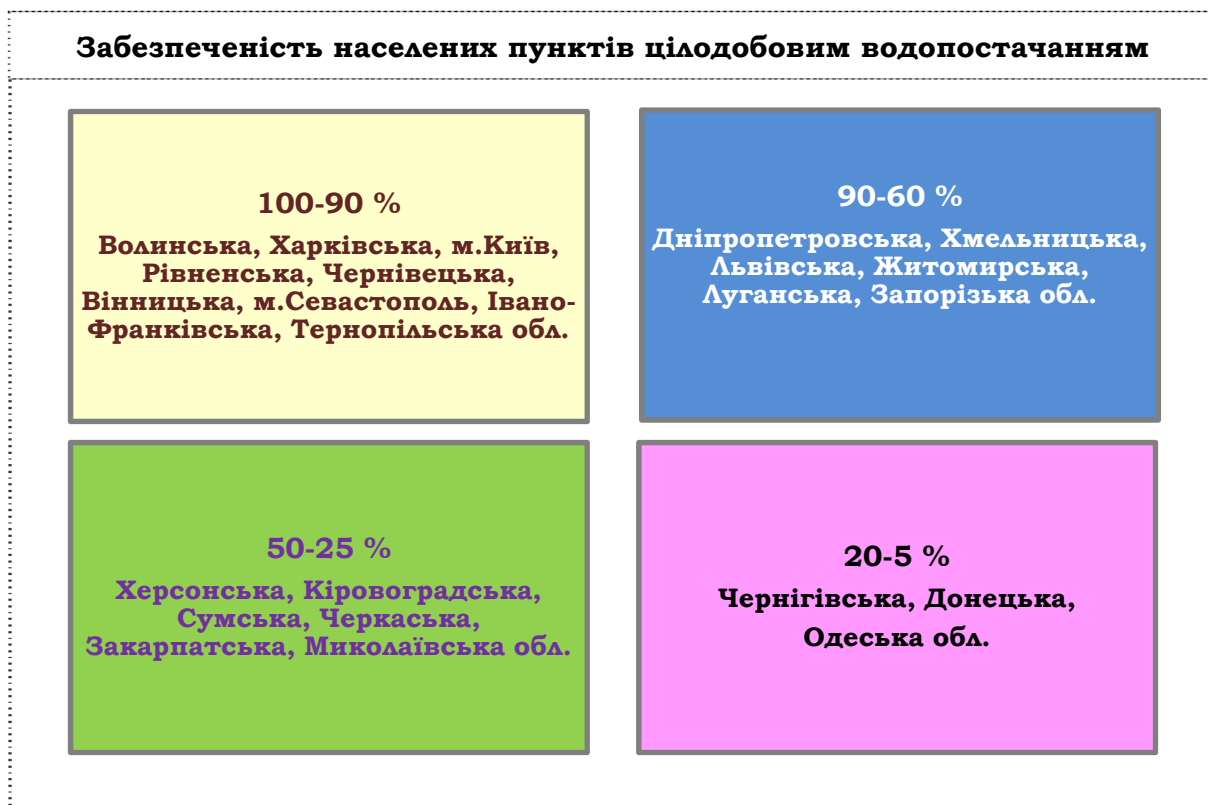 Забезпеченість населених пунктів цілодобовим водопостачанням
100-90 %
Волинська, Харківська, м.Київ,
Рівненська, Чернівецька,
Вінницька, м.Севастополь, Івано-
Франківська, Тернопільська обл.
90-60 %
Дніпропетровська, Хмельницька,
Львівська, Житомирська,
Луганська, Запорізька обл.
50-25 %
Херсонська, Кіровоградська,
Сумська, Черкаська,
Закарпатська, Миколаївська обл.
20-5 %
Чернігівська, Донецька,
Одеська обл.